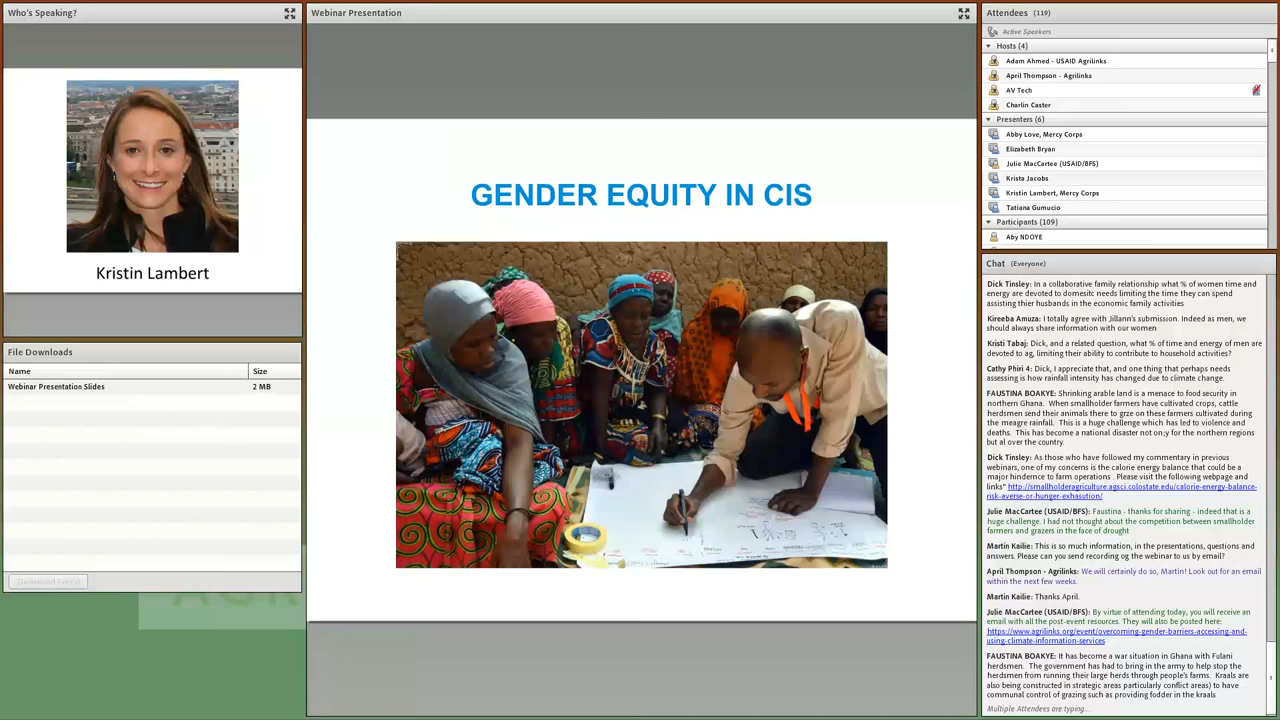 Who's Speaking?
Kristin Lambert
File Downloads
Name Size
Webinar Presentation Slides 2 MB
Download File(s)
Webinar Presentation
GENDER EQUITY IN CIS
Attendees (119)
Active Speakers
Hosts (4)
Adam Ahmed - USAID Agrilinks
April Thompson - Agrilinks
AV Tech
Charlin Caster
Presenters (6)
Abby Love, Mercy Corps
Elizabeth Bryan
Julie MacCartee (USAID/BFS)
Krista Jacobs
Kristin Lambert, Mercy Corps
Tatiana Gumucio
Participants (109)
Aby NDOYE
Chat (Everyone)
Dick Tinsley: In a collaborative family relationship what % of women time and
energy are devoted to domesitc needs limiting the time they can spend
assisting thier husbands in the economic family activities
Kireeba Amuza: I totally agree with Jillann's submission. Indeed as men, we
should always share information with our women
Kristi Tabaj: Dick, and a related question, what % of time and energy of men are
devoted to ag, limiting their ability to contribute to household activities?
Cathy Phiri 4: Dick, I appreciate that, and one thing that perhaps needs
assessing is how rainfall intensity has changed due to climate change.
FAUSTINA BOAKYE: Shrinking arable land is a menace to food security in
northern Ghana. When smallholder farmers have cultivated crops, cattle
herdsmen send their animals there to grze on these farmers cultivated during
the meagre rainfall. This is a huge challenge which has led to violence and
deaths. This has become a national disaster not on;y for the northern regions
but al over the country.
Dick Tinsley: As those who have followed my commentary in previous
webinars, one of my concerns is the calorie energy balance that could be a
major hindernce to farm operations . Please visit the following webpage and
links" http://smallholderagriculture.agsci.colostate.edu/calorie-energy-balance-
risk-averse-or-hunger-exhasution/
Julie MacCartee (USAID/BFS): Faustina - thanks for sharing - indeed that is a
huge challenge. I had not thought about the competition between smallholder
farmers and grazers in the face of drought
Martin Kailie: This is so much information, in the presentations, questions and
answers. Please can you send recording og the webinar to us by email?
April Thompson - Agrilinks: We will certainly do so, Martin! Look out for an email
within the next few weeks.
Martin Kailie: Thanks April.
Julie MacCartee (USAID/BFS): By virtue of attending today, you will receive an
email with all the post-event resources. They will also be posted here:
https://www.agrilinks.org/event/overcoming-gender-barriers-accessing-and-
using-climate-information-services
FAUSTINA BOAKYE: It has become a war situation in Ghana with Fulani
herdsmen. The government has had to bring in the army to help stop the
herdsmen from running their large herds through people's farms. Kraals are
also being constructed in strategic areas particularly conflict areas) to have
communal control of grazing such as providing fodder in the kraals
Multiple Attendees are typing...